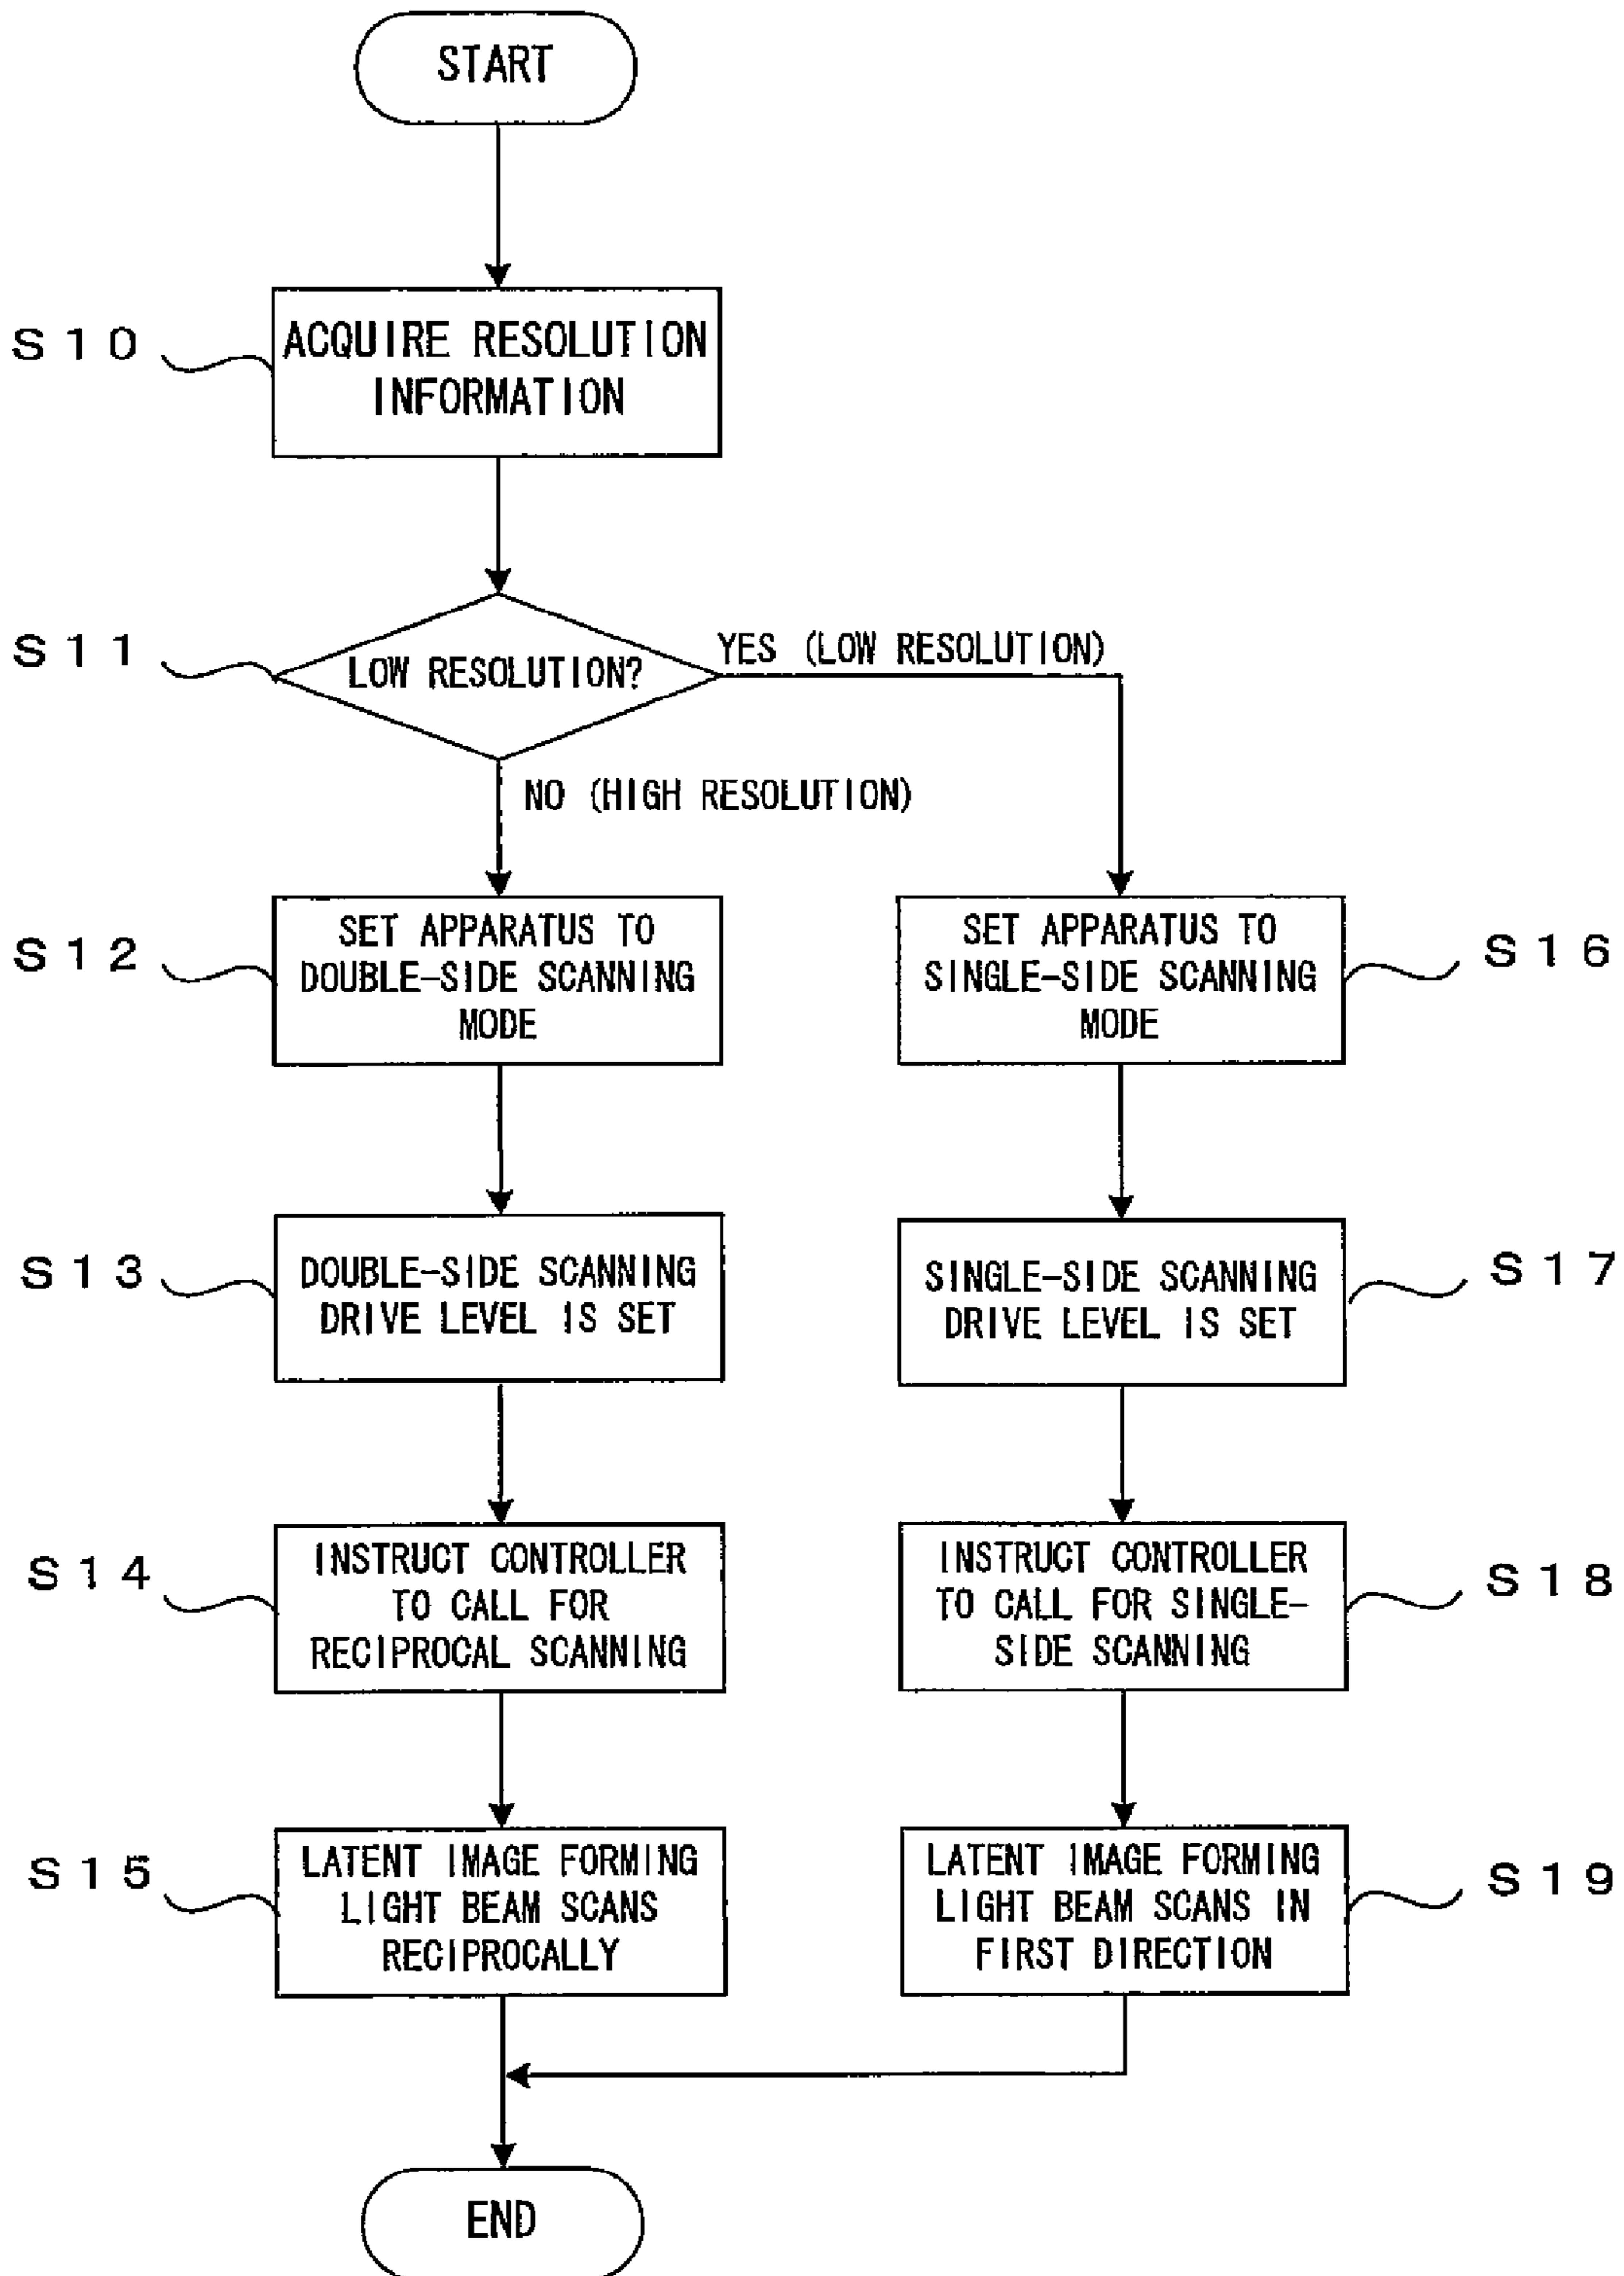 START
S10
ACQUIRE RESOLUTION
INFORMATION
S11
LOW RESOLUTION?
YES (LOW RESOLUTION)
NO (HIGH RESOLUTION)
S12
SET APPARATUS TO
DOUBLE-SIDE SCANNING
MODE
SET APPARATUS TO
SINGLE-SIDE SCANNING
MODE
S16
S13
DOUBLE-SIDE SCANNING
DRIVE LEVEL IS SET
SINGLE-SIDE SCANNING
DRIVE LEVEL IS SET
S17
S14
INSTRUCT CONTROLLER
TO CALL FOR
RECIPROCAL SCANNING
INSTRUCT CONTROLLER
TO CALL FOR SINGLE-
SIDE SCANNING
S18
S15
LATENT IMAGE FORMING
LIGHT BEAM SCANS
RECIPROCALLY
LATENT IMAGE FORMING
LIGHT BEAM SCANS IN
FIRST DIRECTION
S19
END